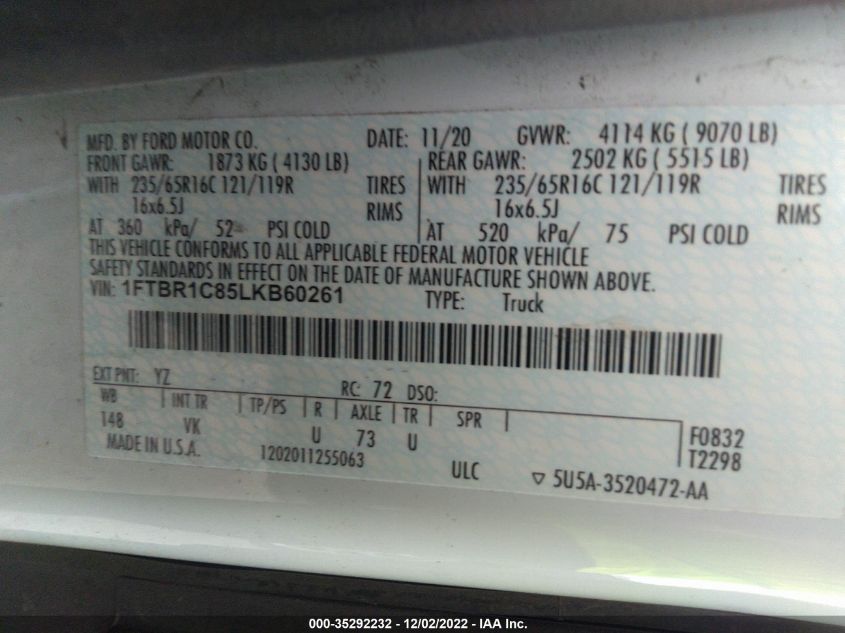 MFD. BY FORD MOTOR CO. DATE: 11/20 GVWR: 4114 KG ( 9070 LB)
FRONT GAWR: 1873 KG ( 4130 LB) REAR GAWR: 2502 KG ( 5515 LB)
WITH 235/65R16C 121/119R TIRES WITH 235/65R16C 121/119R TIRES
16x6.5J RIMS 16x6.5J RIMS
AT 360 kPa/ 52 PSI COLD AT 520 kPa/ 75 PSI COLD
THIS VEHICLE CONFORMS TO ALL APPLICABLE FEDERAL MOTOR VEHICLE
SAFETY STANDARDS IN EFFECT ON THE DATE OF MANUFACTURE SHOWN ABOVE.
VIN: 1FTBR1C85LKB60261 TYPE: Truck
EXT PNT: YZ RC: 72 DSO:
WB INT TR TP/PS R AXLE TR SPR
148 VK U 73 U F0832
MADE IN U.S.A. 1202011255063 T2298
ULC ▽ 5U5A-3520472-AA
000-35292232 - 12/02/2022 - IAA Inc.